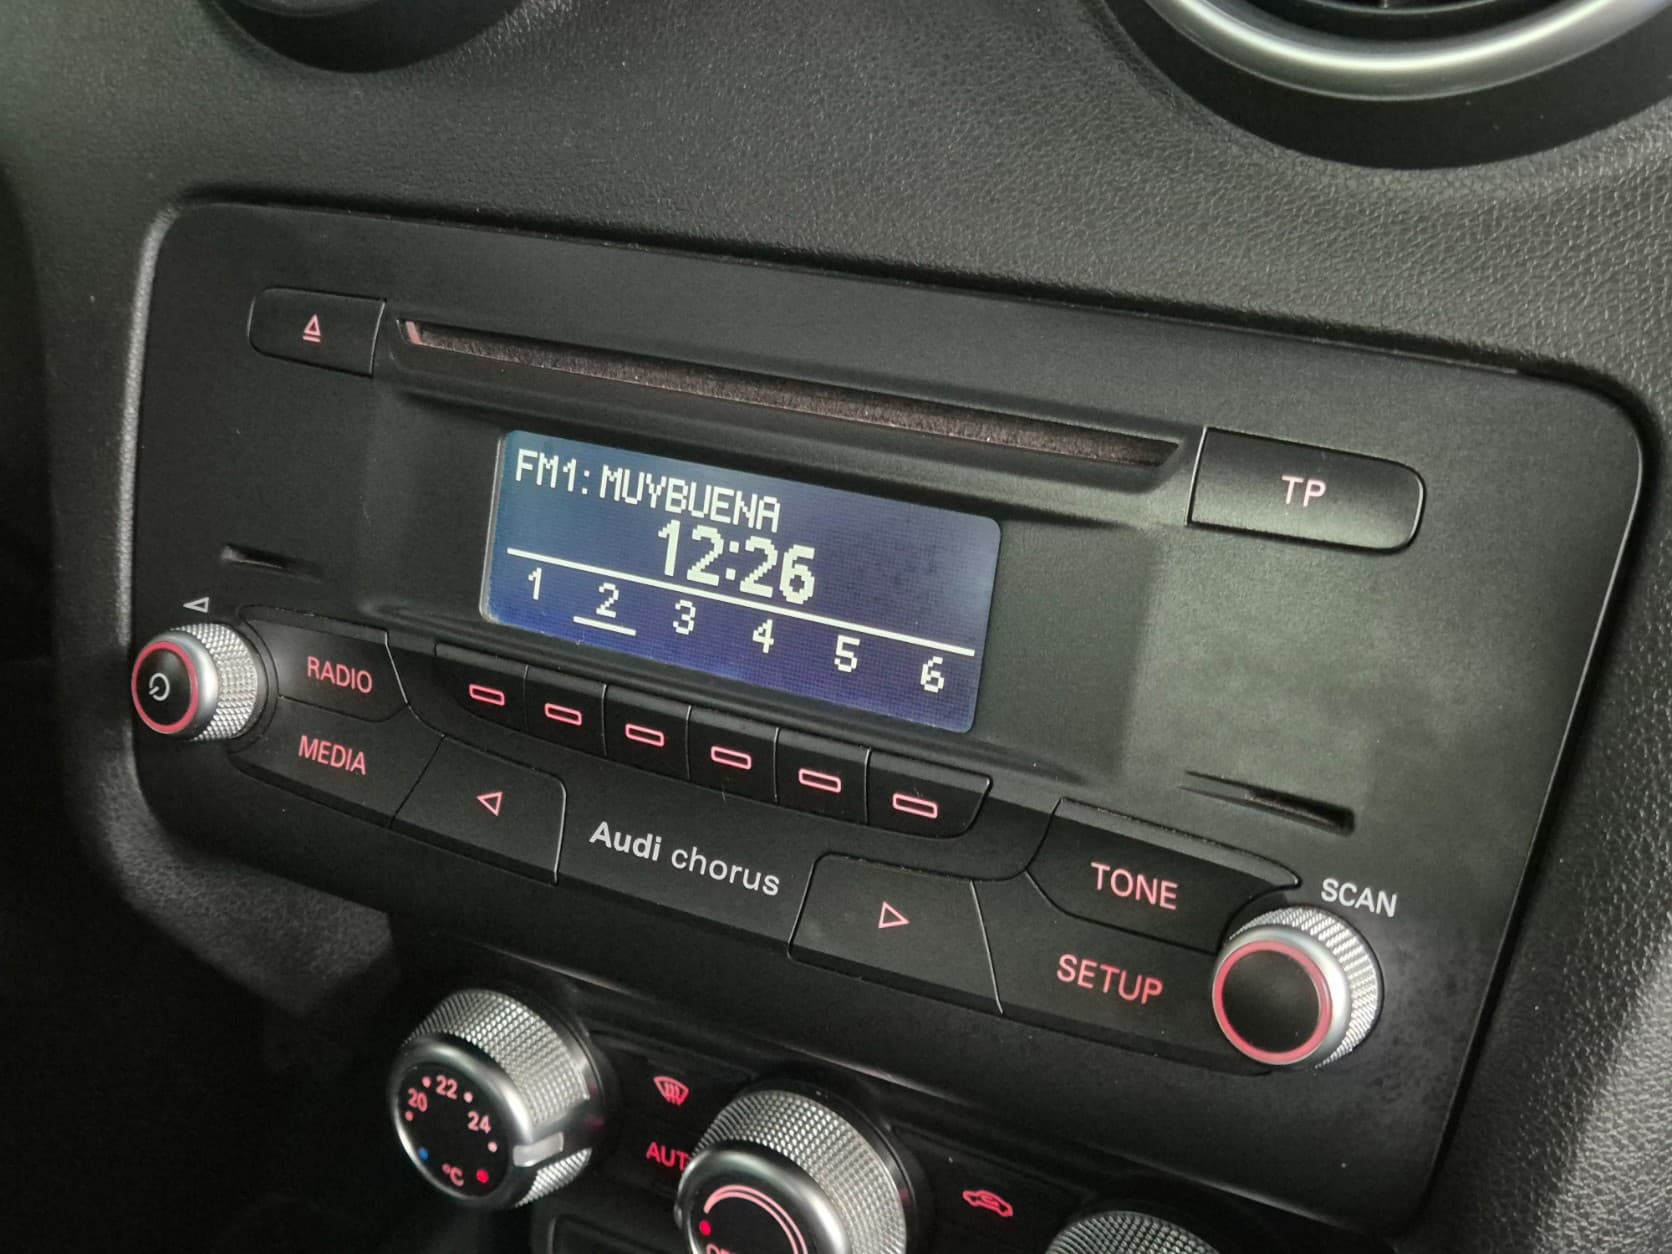 TP
FM1: MUYBUENA
12:26
1 2 3 4 5 6
RADIO
MEDIA
Audi chorus
TONE
SCAN
SETUP
20 22 24
°C
AUT